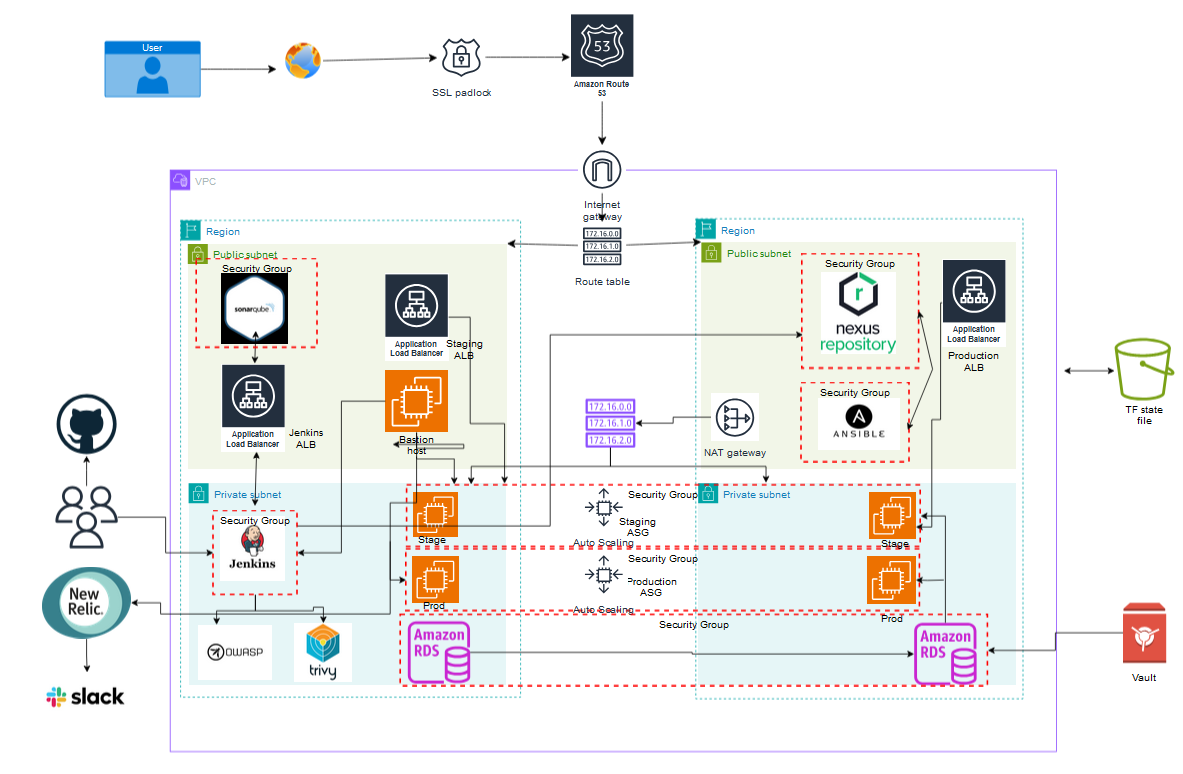 User
SSL padlock
53
Amazon Route
53
VPC
Internet
gateway
172.16.0.0
172.16.1.0
172.16.2.0
Route table
Region
Public subnet
Security Group
sonarqube
Application
Load Balancer
Staging
ALB
Application
Load Balancer
Jenkins
ALB
Bastion
host
Region
Public subnet
Security Group
r
nexus
repository
Application
Load Balancer
Production
ALB
Security Group
A
ANSIBLE
172.16.0.0
172.16.1.0
172.16.2.0
NAT gateway
TF state
file
Private subnet
Security Group
Jenkins
OWASP
trivy
Stage
Security Group
Staging
ASG
Auto Scaling
Private subnet
Stage
Prod
Security Group
Production
ASG
Auto Scaling
Prod
Security Group
Amazon
RDS
Amazon
RDS
New
Relic.
slack
Vault